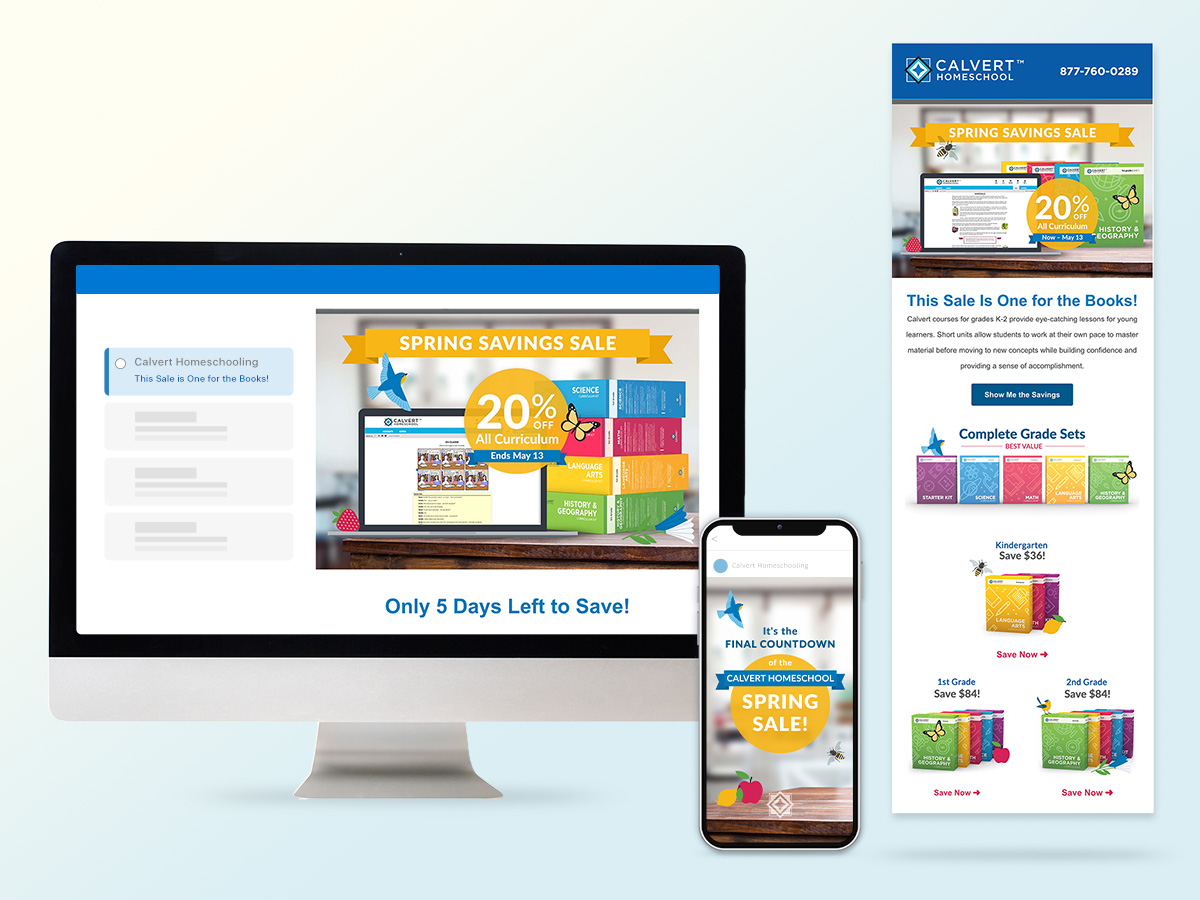 Calvert Homeschooling
This Sale is One for the Books!
SPRING SAVINGS SALE
20% OFF
All Curriculum
Ends May 13
CALVERT™
HOMESCHOOL
SCIENCE
MATH
LANGUAGE
ARTS
HISTORY &
GEOGRAPHY
Only 5 Days Left to Save!
Calvert Homeschooling
It's the
FINAL COUNTDOWN
of the
CALVERT HOMESCHOOL
SPRING
SALE!
CALVERT™
HOMESCHOOL
877-760-0289
SPRING SAVINGS SALE
CALVERT
20% OFF
All Curriculum
Now – May 13
HISTORY &
GEOGRAPHY
This Sale Is One for the Books!
Calvert courses for grades K-2 provide eye-catching lessons for young
learners. Short units allow students to work at their own pace to master
material before moving to new concepts while building confidence and
providing a sense of accomplishment.
Show Me the Savings
Complete Grade Sets
BEST VALUE
STARTER KIT
SCIENCE
MATH
LANGUAGE
ARTS
HISTORY &
GEOGRAPHY
Kindergarten
Save $36!
LANGUAGE
ARTS
Save Now ➜
1st Grade
Save $84!
HISTORY &
GEOGRAPHY
Save Now ➜
2nd Grade
Save $84!
HISTORY &
GEOGRAPHY
Save Now ➜